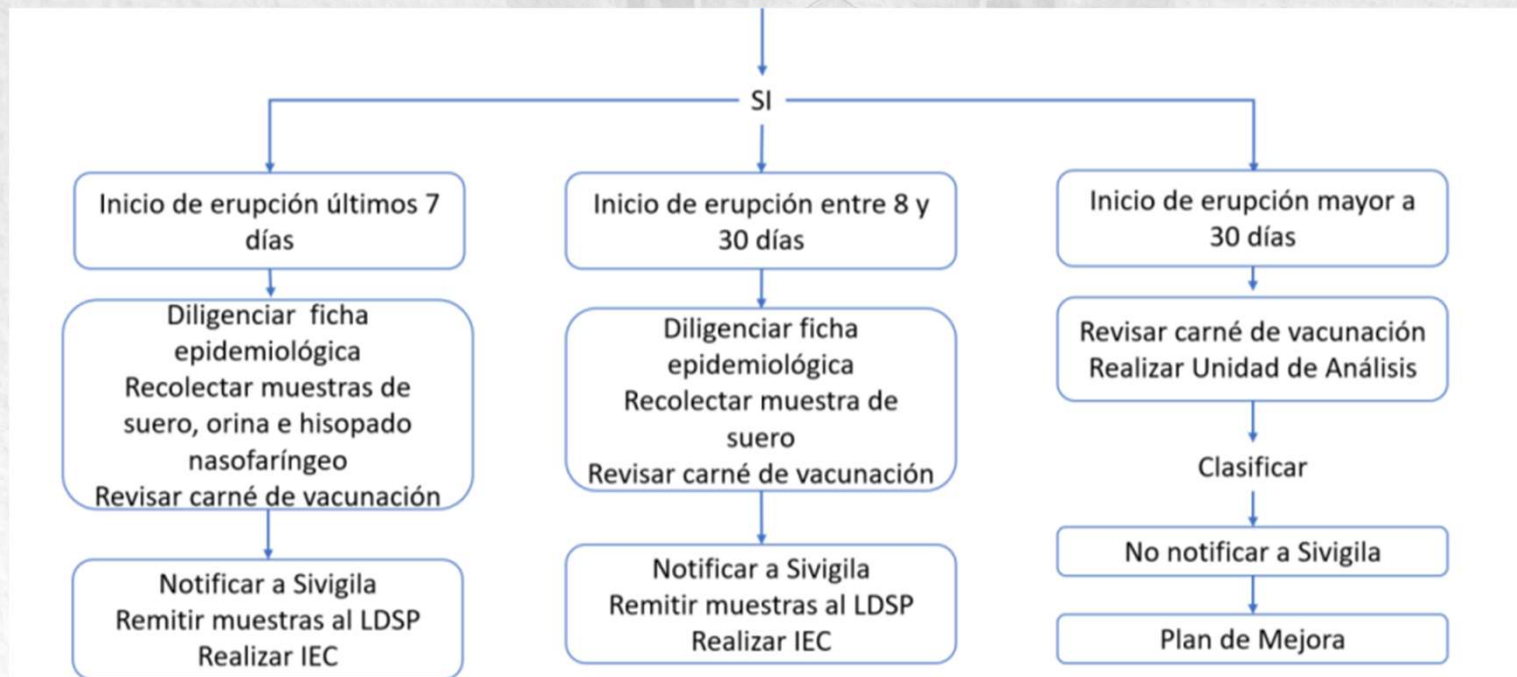 SI
Inicio de erupción últimos 7
días
Diligenciar ficha
epidemiológica
Recolectar muestras de
suero, orina e hisopado
nasofaríngeo
Revisar carné de vacunación
Notificar a Sivigila
Remitir muestras al LDSP
Realizar IEC
Inicio de erupción entre 8 y
30 días
Diligenciar ficha
epidemiológica
Recolectar muestra de
suero
Revisar carné de vacunación
Notificar a Sivigila
Remitir muestras al LDSP
Realizar IEC
Inicio de erupción mayor a
30 días
Revisar carné de vacunación
Realizar Unidad de Análisis
Clasificar
No notificar a Sivigila
Plan de Mejora